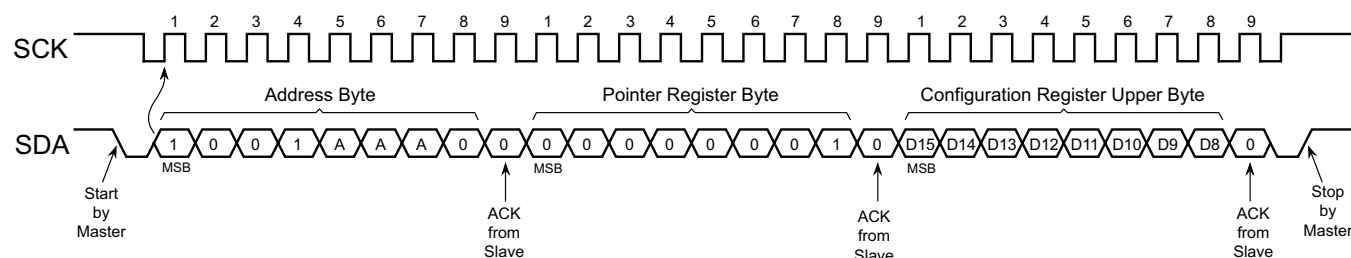 1 2 3 4 5 6 7 8 9 1 2 3 4 5 6 7 8 9 1 2 3 4 5 6 7 8 9
SCK
Address Byte Pointer Register Byte Configuration Register Upper Byte
SDA 1 0 0 1 A A A 0 0 0 0 0 0 0 0 0 1 0 D15 D14 D13 D12 D11 D10 D9 D8 0
MSB MSB MSB
Start
by
Master
ACK
from
Slave
ACK
from
Slave
ACK
from
Slave
Stop
by
Master